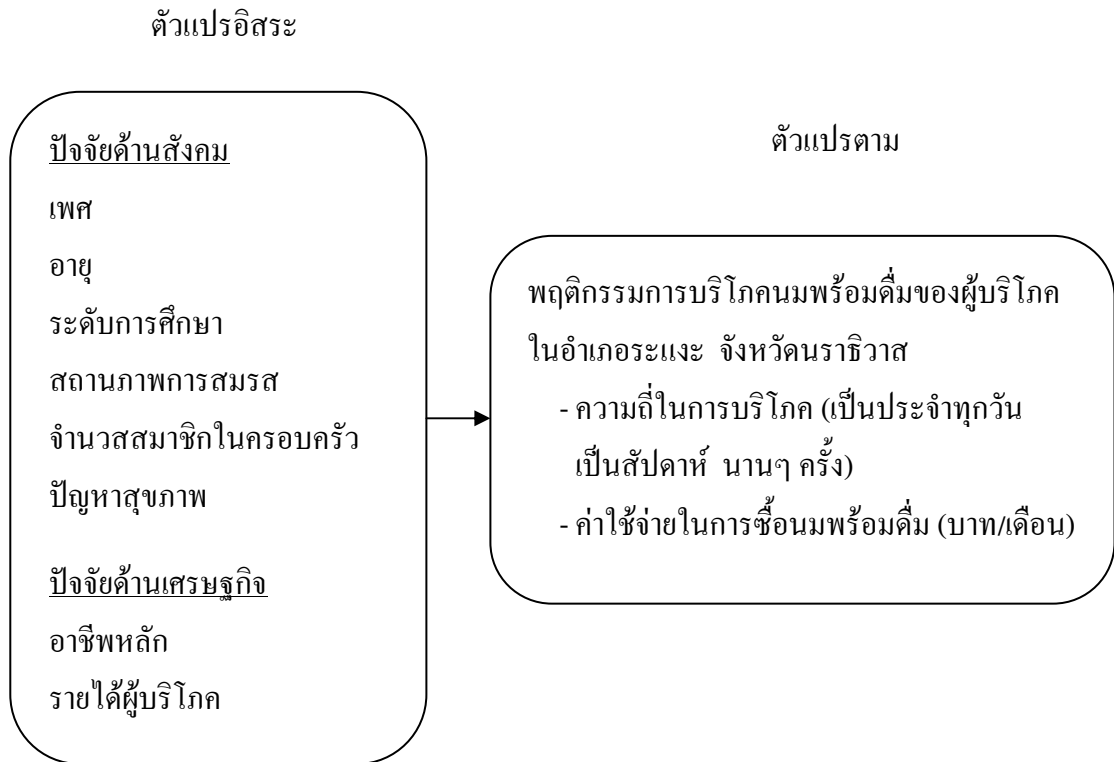 ตัวแปรอิสระ
ปัจจัยด้านสังคม
เพศ
อายุ
ระดับการศึกษา
สถานภาพการสมรส
จำนวสสมาชิกในครอบครัว
ปัญหาสุขภาพ
ปัจจัยด้านเศรษฐกิจ
อาชีพหลัก
รายได้ผู้บริโภค
ตัวแปรตาม
พฤติกรรมการบริโภคนมพร้อมดื่มของผู้บริโภค
ในอำเภอระแงะ จังหวัดนราธิวาส
- ความถี่ในการบริโภค (เป็นประจำทุกวัน
เป็นสัปดาห์ นานๆ ครั้ง)
- ค่าใช้จ่ายในการซื้อนมพร้อมดื่ม (บาท/เดือน)